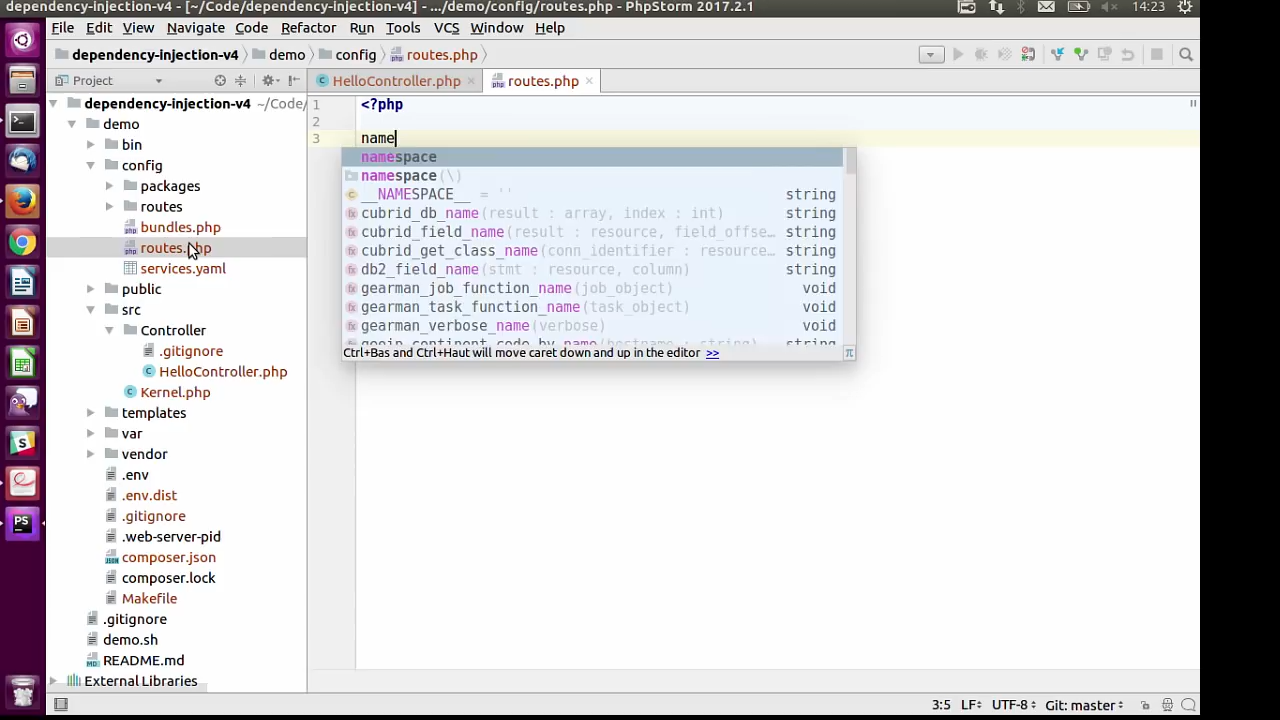 dependency-injection-v4 - [~/Code/dependency-injection-v4] - .../demo/config/routes.php - PhpStorm 2017.2.1
14:23
File Edit View Navigate Code Refactor Run Tools VCS Window Help
dependency-injection-v4 demo config routes.php
Project
HelloController.php routes.php
dependency-injection-v4 ~/Code/
demo
bin
config
packages
routes
bundles.php
routes.php
services.yaml
public
src
Controller
.gitignore
HelloController.php
Kernel.php
templates
var
vendor
.env
.env.dist
.gitignore
.web-server-pid
composer.json
composer.lock
Makefile
.gitignore
demo.sh
README.md
External Libraries
1 <?php
2
3 name
namespace
namespace(\)
__NAMESPACE__ = '' string
cubrid_db_name(result : array, index : int) string
cubrid_field_name(result : resource, field_offse… string
cubrid_get_class_name(conn_identifier : resource… string
db2_field_name(stmt : resource, column) string
gearman_job_function_name(job_object) void
gearman_task_function_name(task_object) void
gearman_verbose_name(verbose) void
geoip_continent_code_by_name(hostname : string) string
Ctrl+Bas and Ctrl+Haut will move caret down and up in the editor >> π
3:5 LF÷ UTF-8÷ Git: master÷